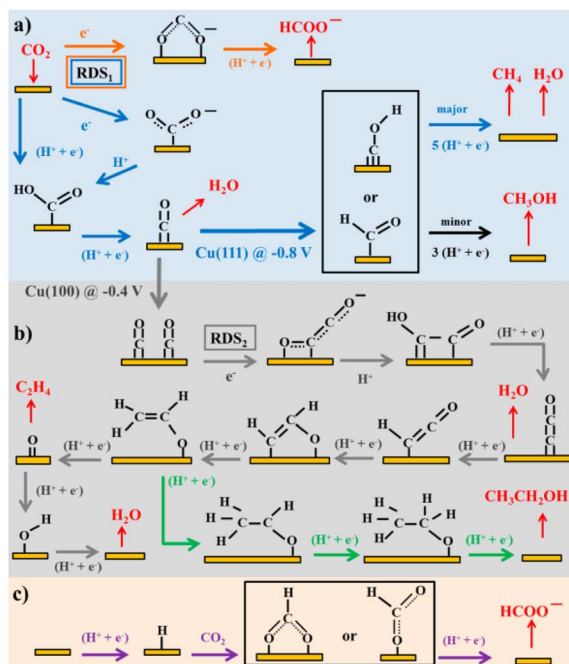 a)
e-
HCOO−
CO2
RDS1
(H+ + e-)
e-
H+
(H+ + e-)
HO
O
C
H2O
(H+ + e-)
Cu(111) @ -0.8 V
H
O
C
or
H
O
C
major
5 (H+ + e-)
CH4
H2O
minor
3 (H+ + e-)
CH3OH
Cu(100) @ -0.4 V
b)
RDS2
e-
H+
HO
O
C
C
(H+ + e-)
C2H4
H2O
(H+ + e-)
(H+ + e-)
(H+ + e-)
(H+ + e-)
(H+ + e-)
(H+ + e-)
H2O
(H+ + e-)
(H+ + e-)
(H+ + e-)
CH3CH2OH
c)
(H+ + e-)
H
CO2
H
C
O
O
or
H
O
C
O
(H+ + e-)
HCOO−